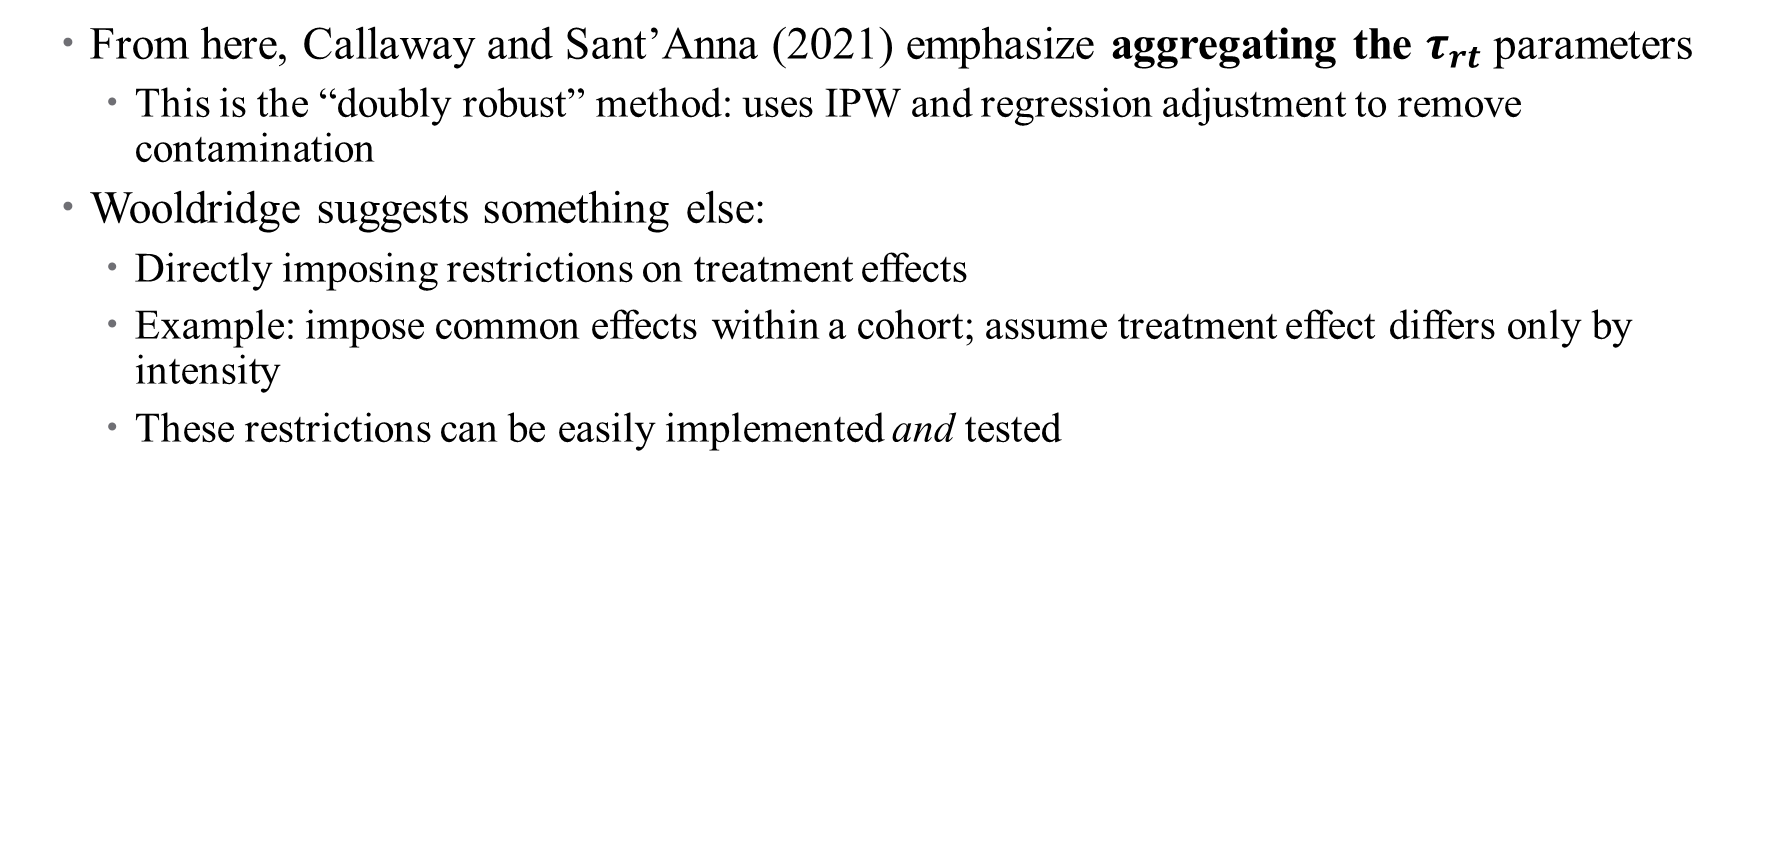 • From here, Callaway and Sant’Anna (2021) emphasize aggregating the τ_rt parameters
• This is the “doubly robust” method: uses IPW and regression adjustment to remove
contamination
• Wooldridge suggests something else:
• Directly imposing restrictions on treatment effects
• Example: impose common effects within a cohort; assume treatment effect differs only by
intensity
• These restrictions can be easily implemented and tested